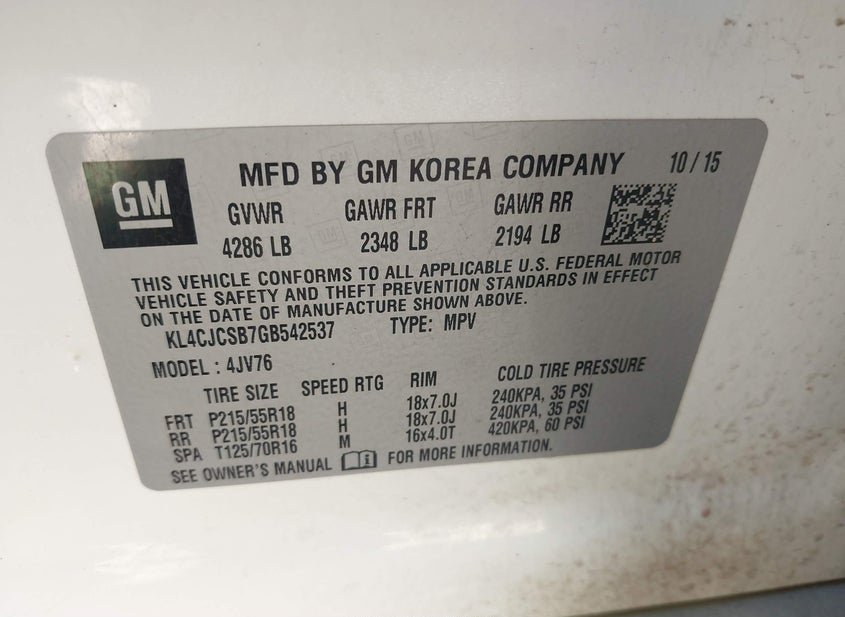 GM
MFD BY GM KOREA COMPANY 10 / 15
GVWR GAWR FRT GAWR RR
4286 LB 2348 LB 2194 LB
THIS VEHICLE CONFORMS TO ALL APPLICABLE U.S. FEDERAL MOTOR
VEHICLE SAFETY AND THEFT PREVENTION STANDARDS IN EFFECT
ON THE DATE OF MANUFACTURE SHOWN ABOVE.
KL4CJCSB7GB542537 TYPE: MPV
MODEL : 4JV76
TIRE SIZE SPEED RTG RIM COLD TIRE PRESSURE
FRT P215/55R18 H 18x7.0J 240KPA, 35 PSI
RR P215/55R18 H 18x7.0J 240KPA, 35 PSI
SPA T125/70R16 M 16x4.0T 420KPA, 60 PSI
SEE OWNER'S MANUAL i FOR MORE INFORMATION.